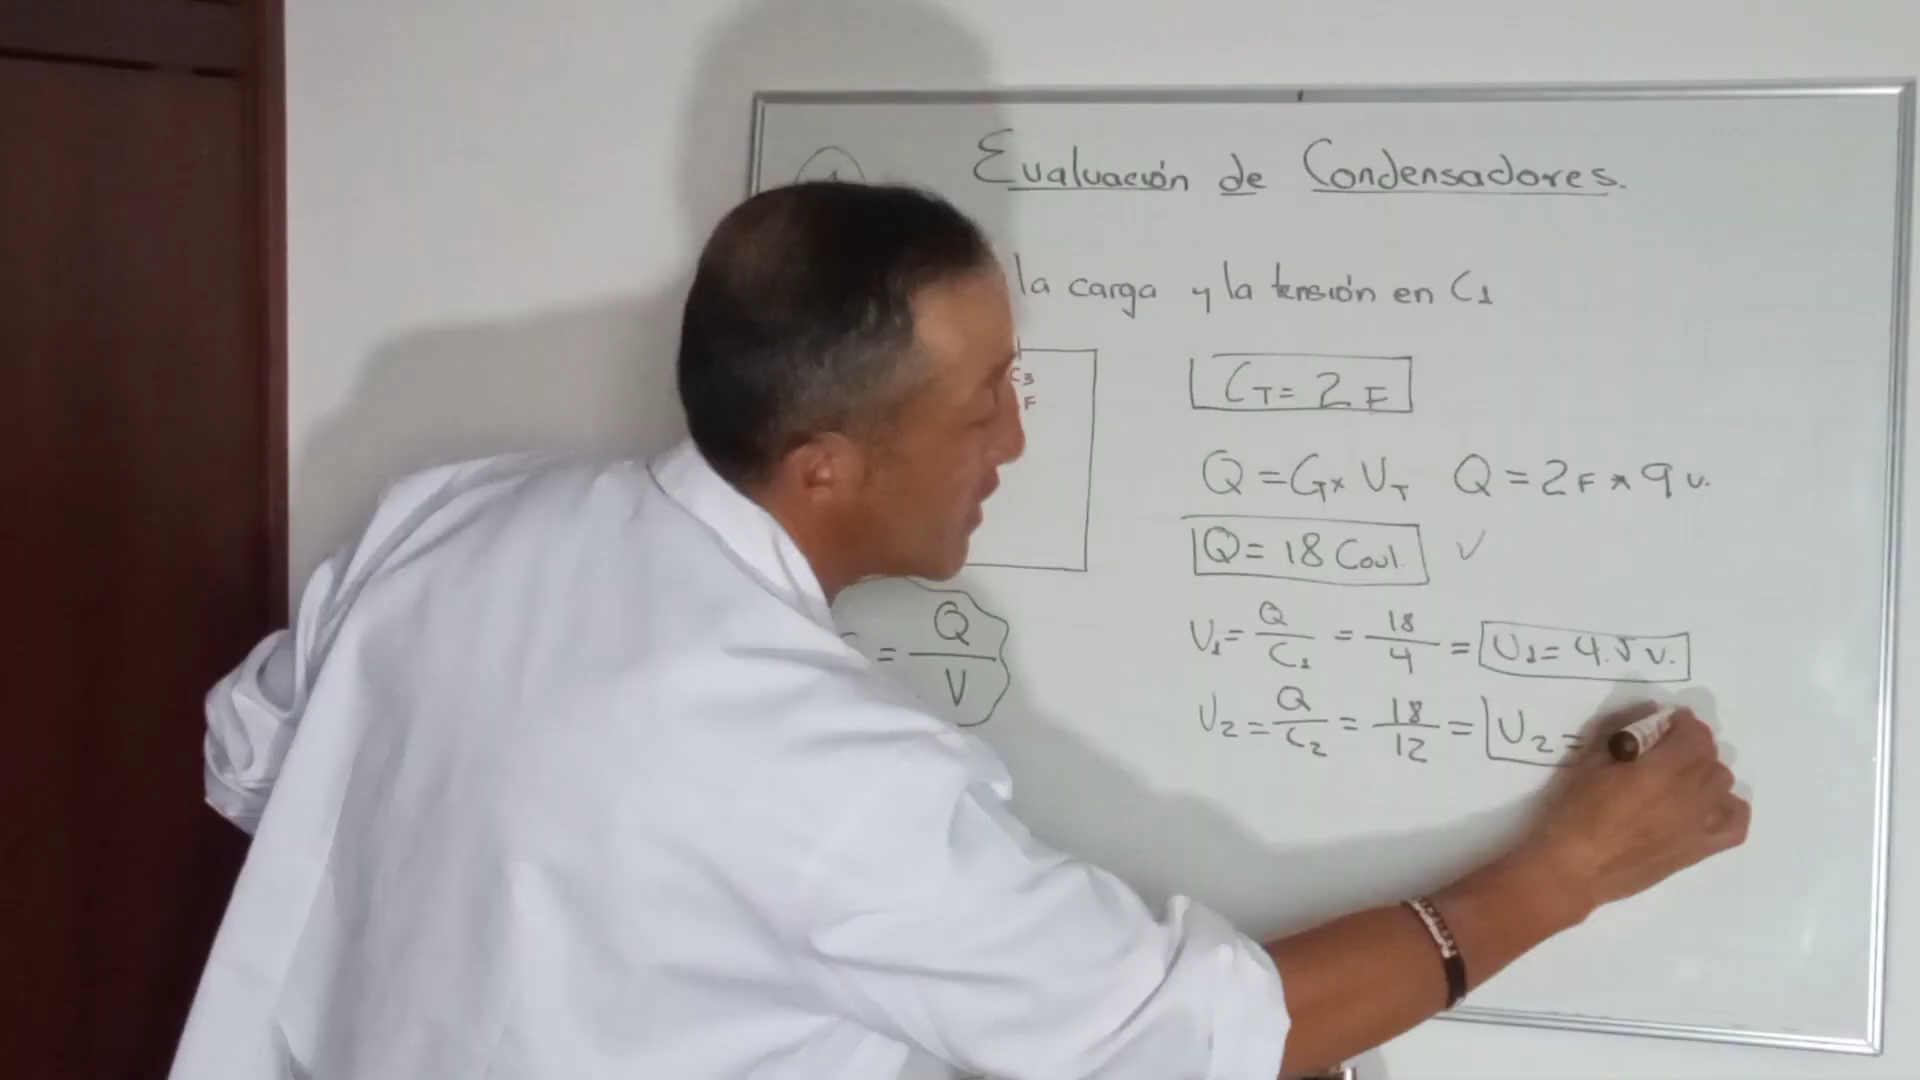 Evaluación de Condensadores.
la carga y la tensión en C1
C3
F
CT = 2 F
Q = CT x VT Q = 2F * 9 v.
Q = 18 Coul. ✓
= Q/V
V1 = Q/C1 = 18/4 = V1 = 4.5 v.
V2 = Q/C2 = 18/12 = V2 =